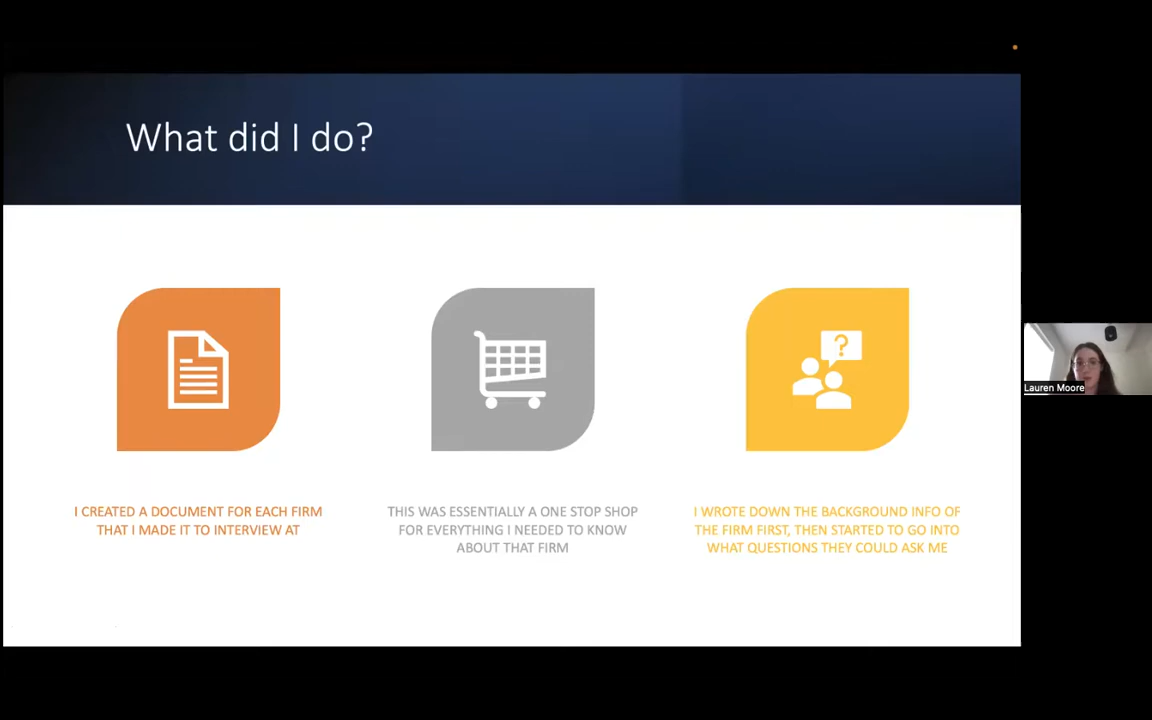 What did I do?
I CREATED A DOCUMENT FOR EACH FIRM
THAT I MADE IT TO INTERVIEW AT
THIS WAS ESSENTIALLY A ONE STOP SHOP
FOR EVERYTHING I NEEDED TO KNOW
ABOUT THAT FIRM
?
I WROTE DOWN THE BACKGROUND INFO OF
THE FIRM FIRST, THEN STARTED TO GO INTO
WHAT QUESTIONS THEY COULD ASK ME
Lauren Moore